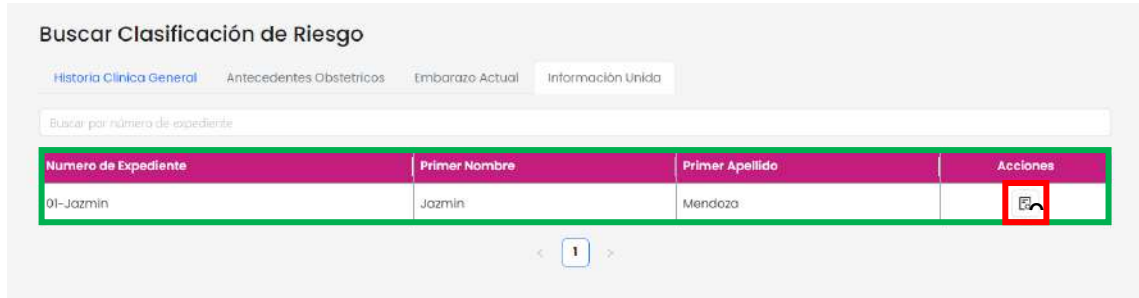 Buscar Clasificación de Riesgo
Historia Clinica General Antecedentes Obstetricos Embarazo Actual Información Unida
Buscar por número de expediente
Numero de Expediente Primer Nombre Primer Apellido Acciones
01-Jazmin Jazmin Mendoza
< 1 >